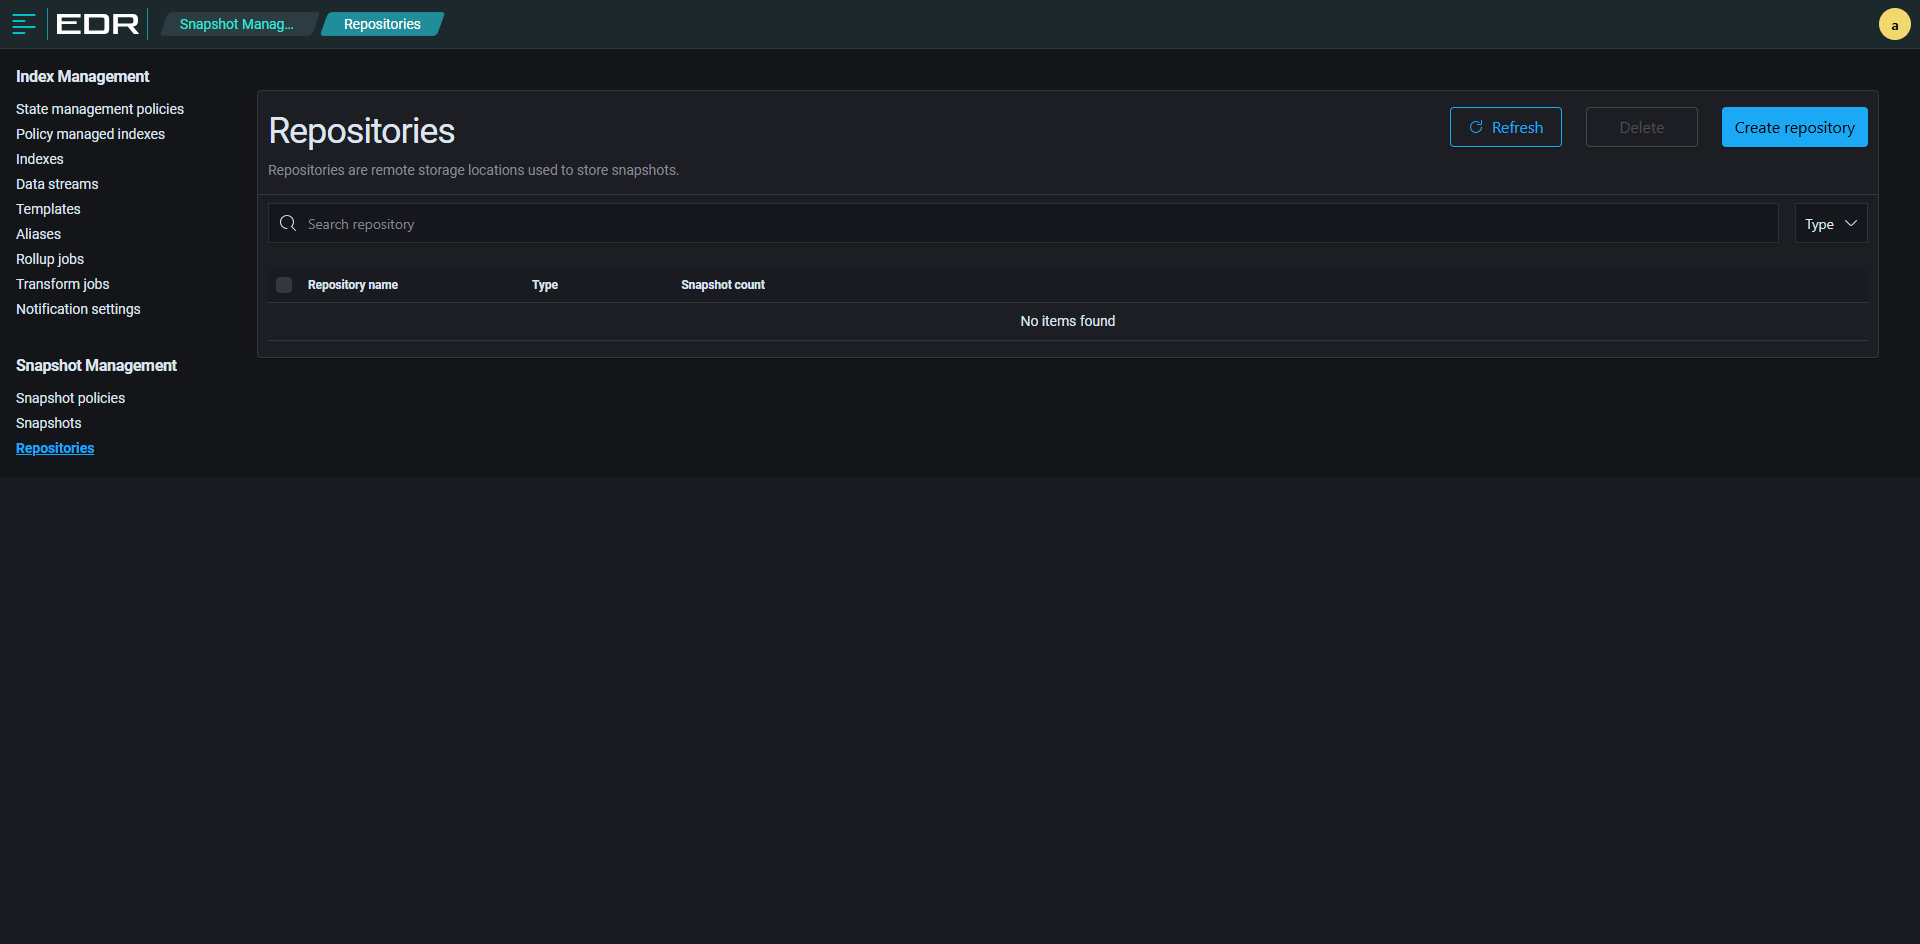 EDR
Snapshot Manag...
Repositories
a
Index Management
State management policies
Policy managed indexes
Indexes
Data streams
Templates
Aliases
Rollup jobs
Transform jobs
Notification settings
Snapshot Management
Snapshot policies
Snapshots
Repositories
Repositories
Refresh
Delete
Create repository
Repositories are remote storage locations used to store snapshots.
Search repository
Type
Repository name
Type
Snapshot count
No items found